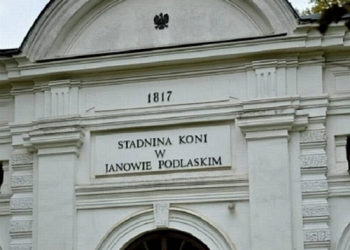 1817
STADNINA KONI
W
JANOWIE PODLASKIM